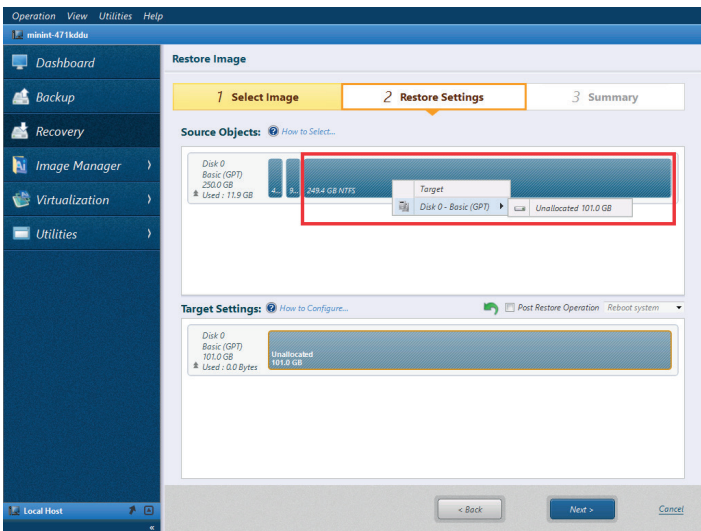 Operation View Utilities Help
minint-471kddu
Dashboard
Backup
Recovery
Image Manager
Virtualization
Utilities
Local Host
Restore Image
1 Select Image
2 Restore Settings
3 Summary
Source Objects: How to Select...
Disk 0
Basic (GPT)
250.0 GB
Used : 11.9 GB
4... 9... 249.4 GB NTFS
Target
Disk 0 - Basic (GPT)
Unallocated 101.0 GB
Target Settings: How to Configure...
Post Restore Operation Reboot system
Disk 0
Basic (GPT)
101.0 GB
Used : 0.0 Bytes
Unallocated
101.0 GB
< Back
Next >
Cancel